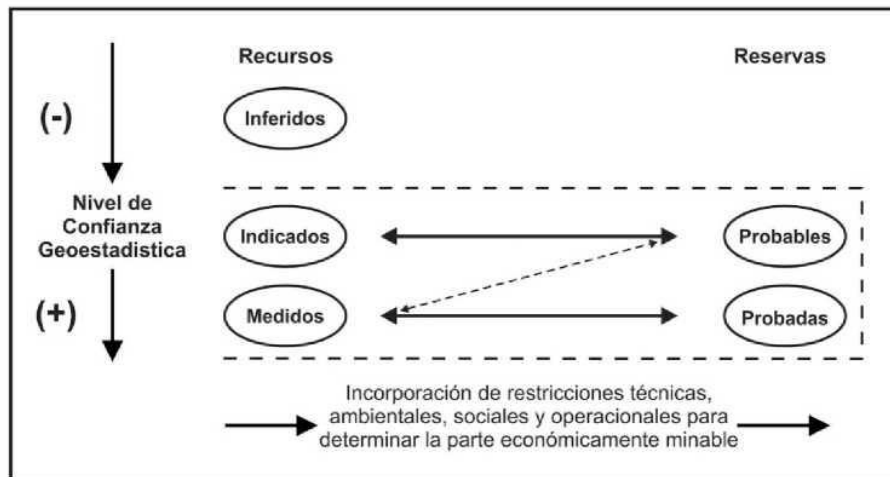 Recursos
Reservas
(-)
Inferidos
Nivel de
Confianza
Geoestadistica
Indicados
Probables
(+)
Medidos
Probadas
Incorporación de restricciones técnicas,
ambientales, sociales y operacionales para
determinar la parte económicamente minable